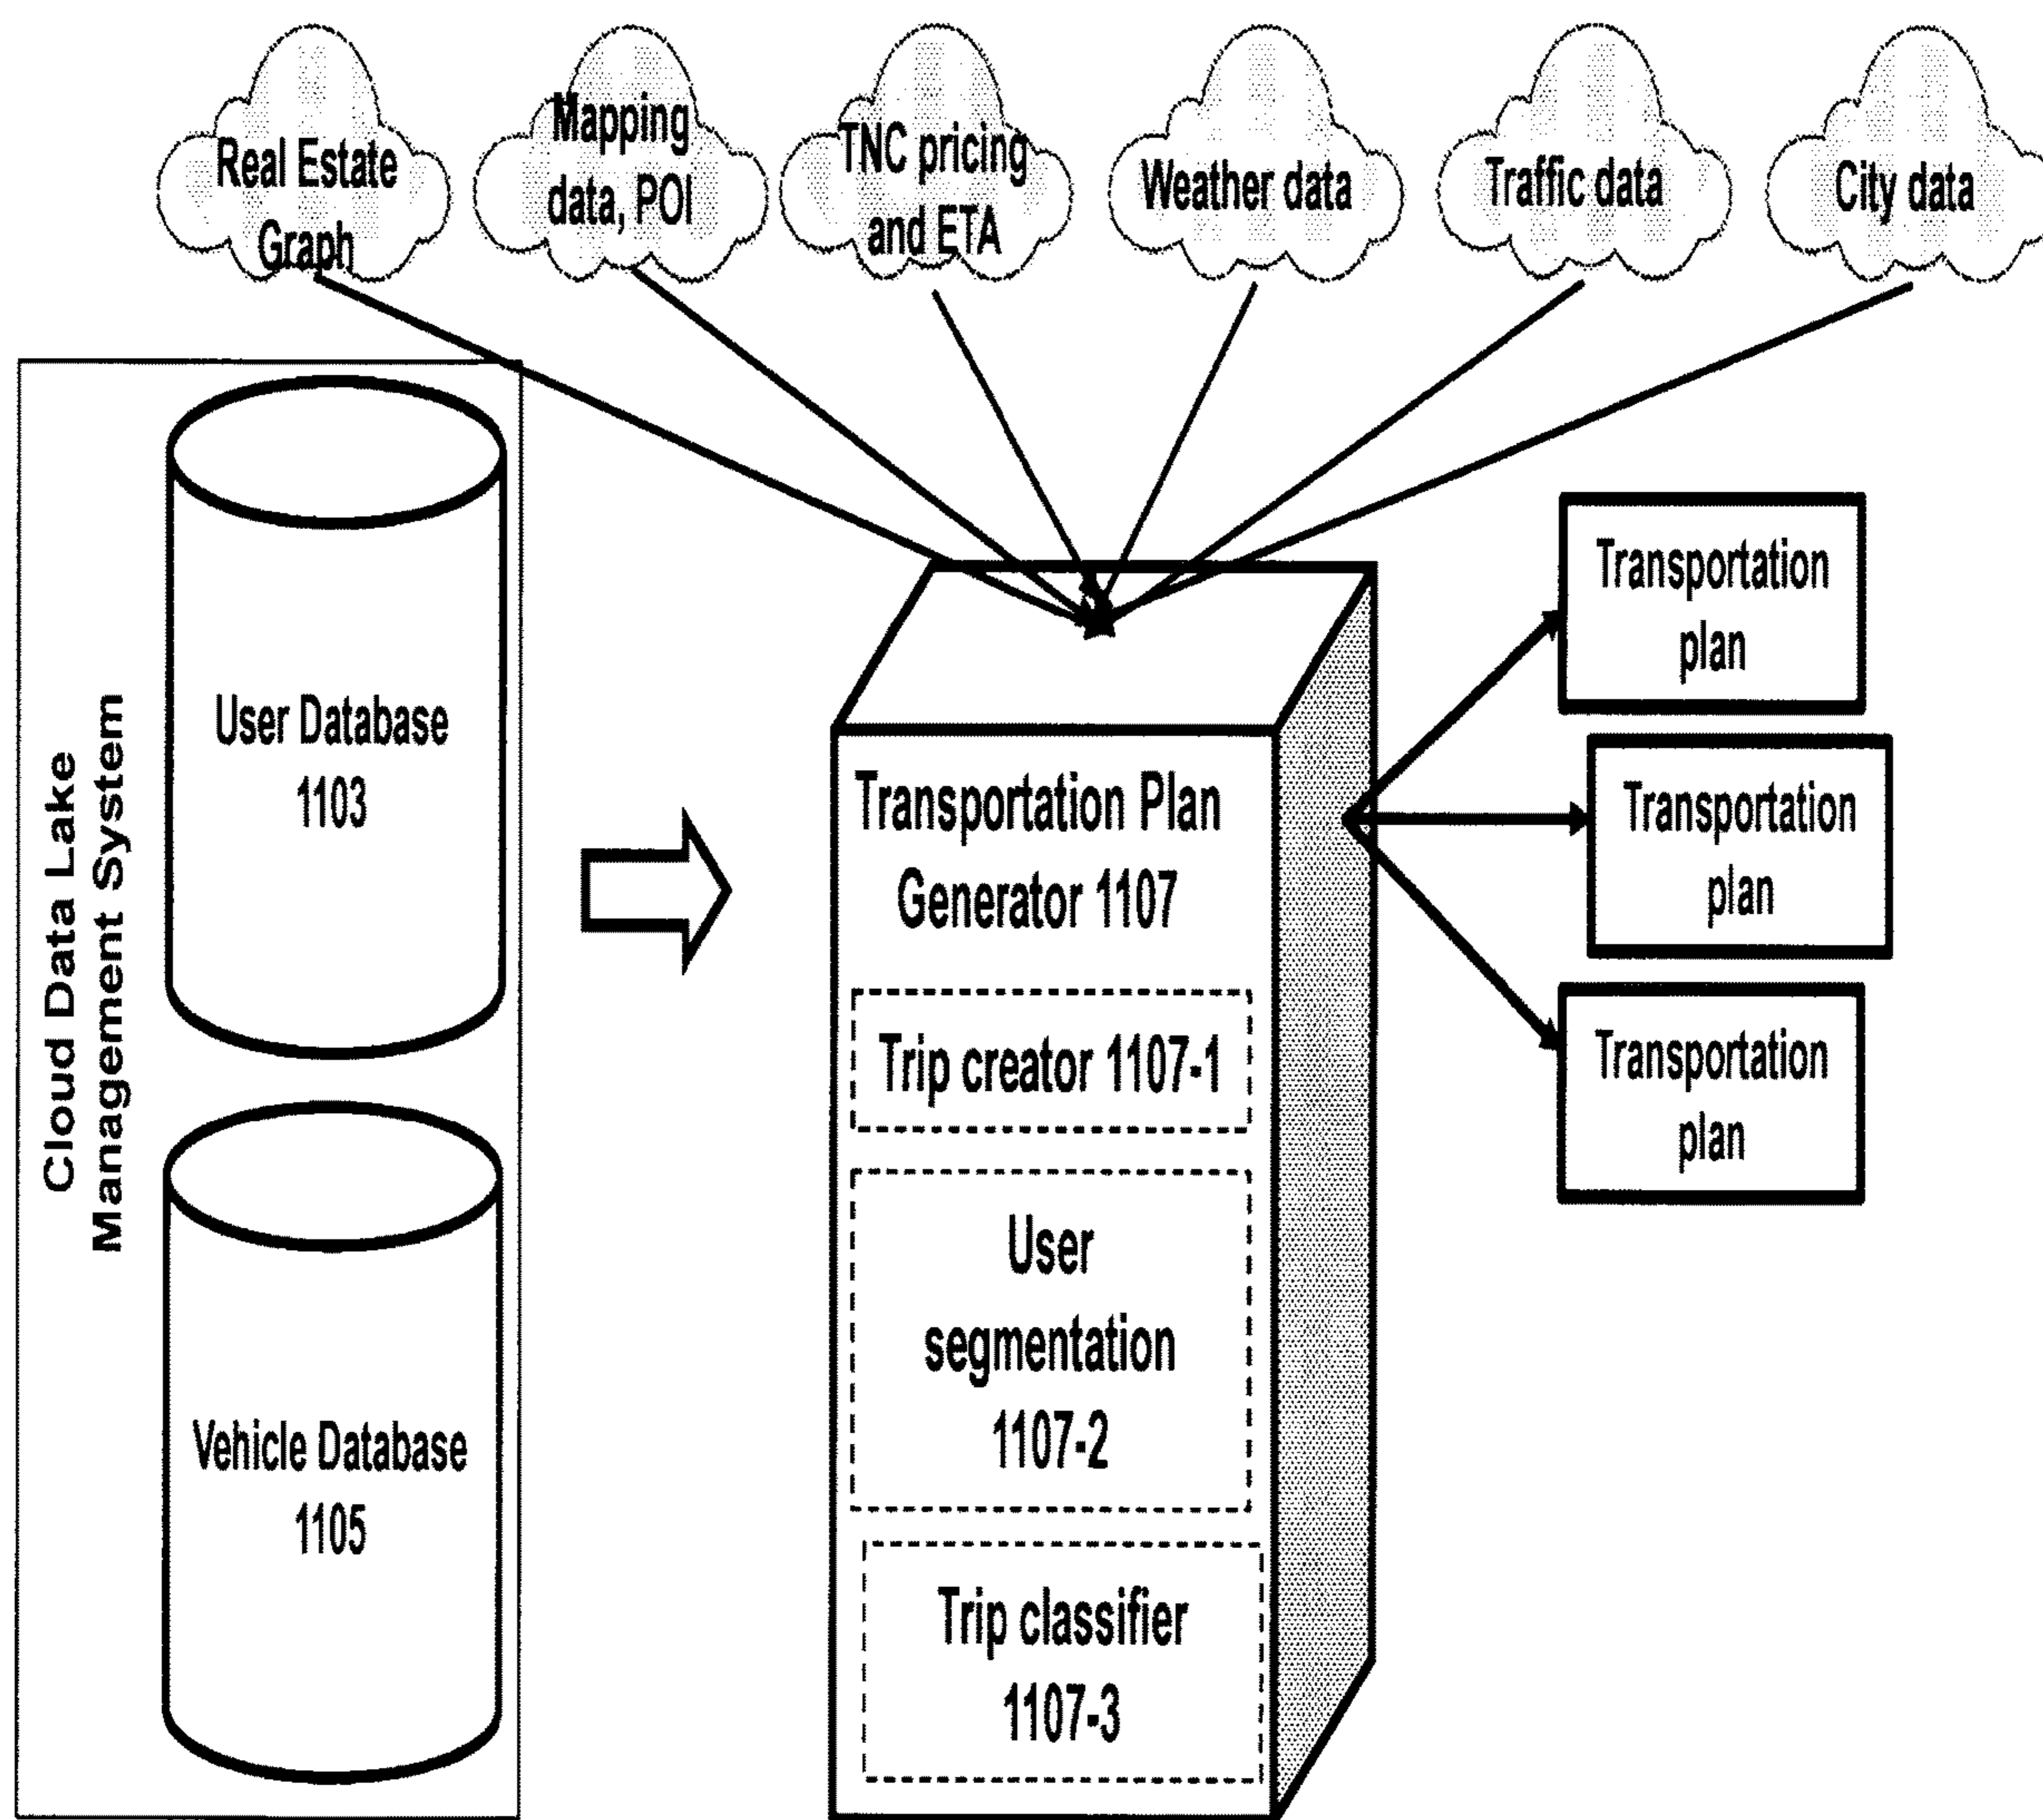 Real Estate
Graph
Mapping
data, POI
TNC pricing
and ETA
Weather data
Traffic data
City data
Cloud Data Lake
Management System
User Database
1103
Vehicle Database
1105
Transportation Plan
Generator 1107
Trip creator 1107-1
User
segmentation
1107-2
Trip classifier
1107-3
Transportation
plan
Transportation
plan
Transportation
plan